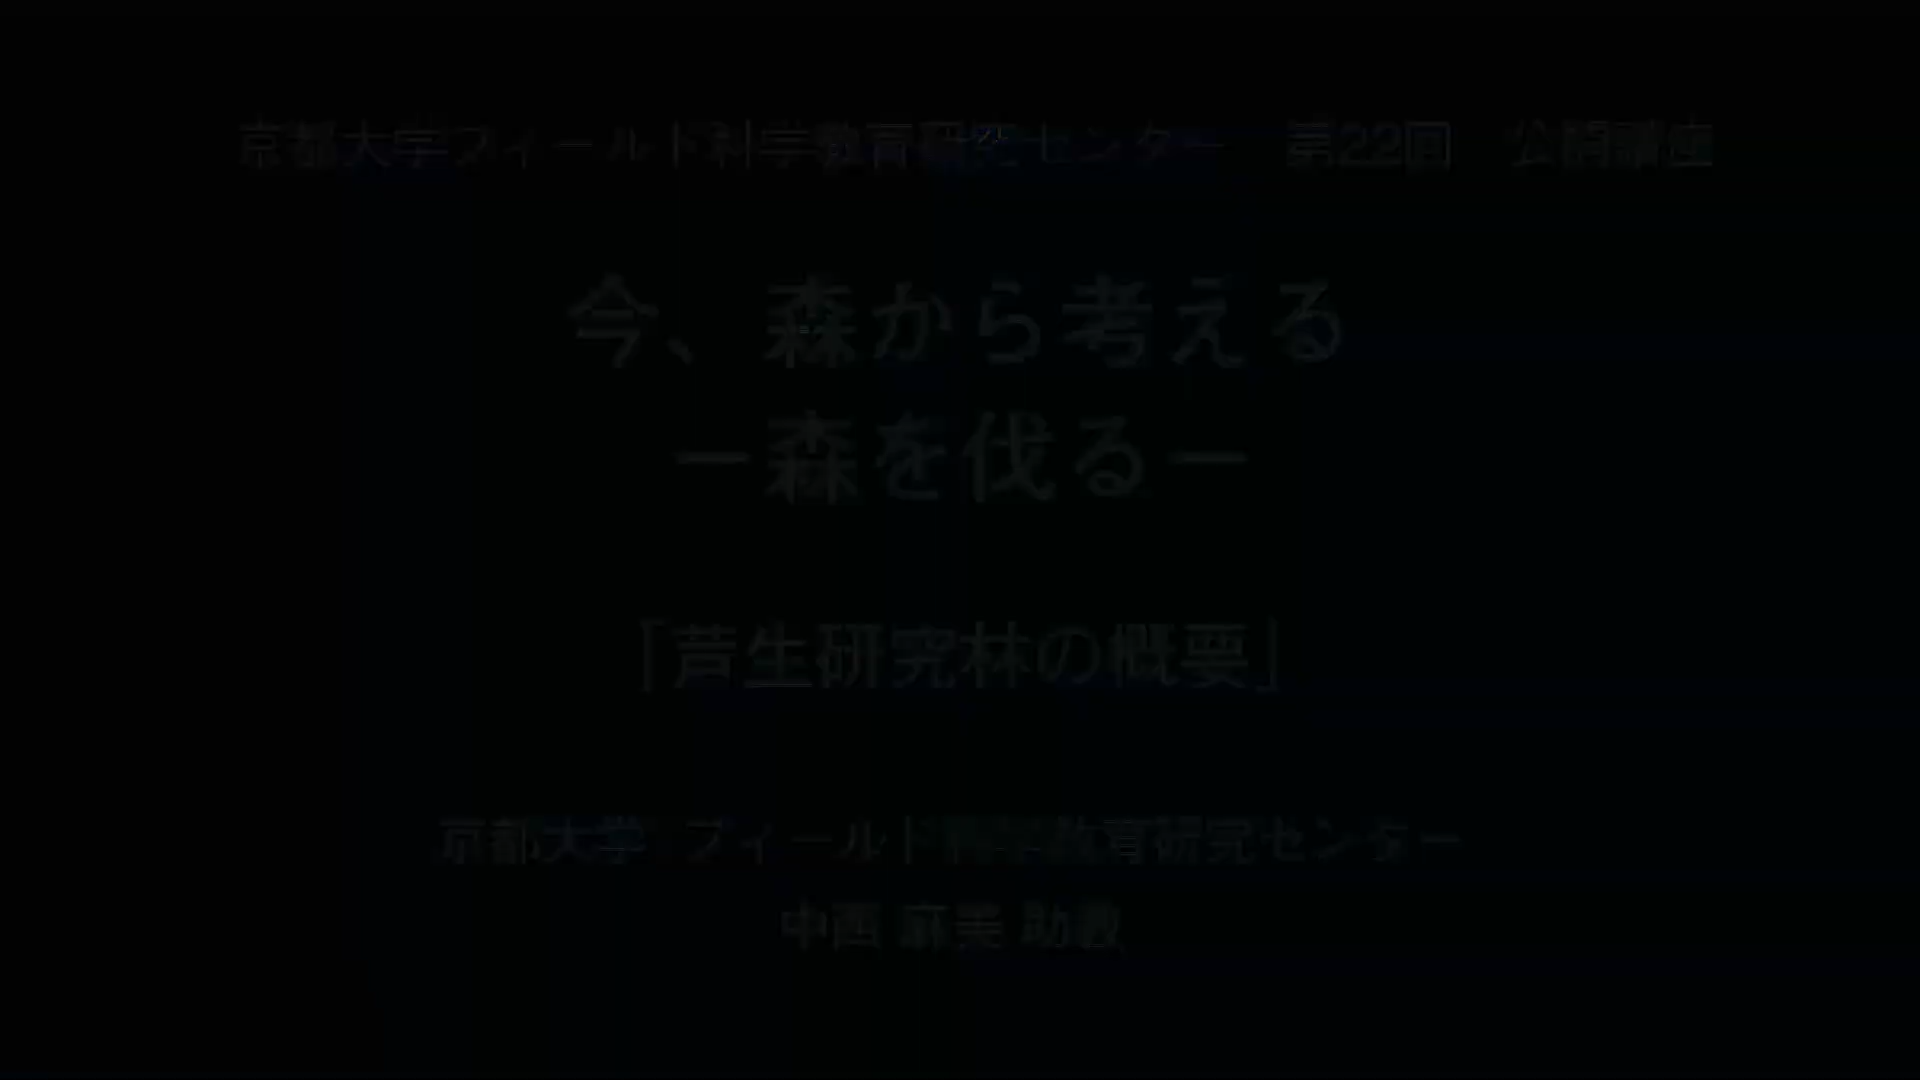 京都大学フィールド科学教育研究センター　第22回　公開講座
今、森から考える
ー森を伐るー
「芦生研究林の概要」
京都大学 フィールド科学教育研究センター
中西 麻美 助教